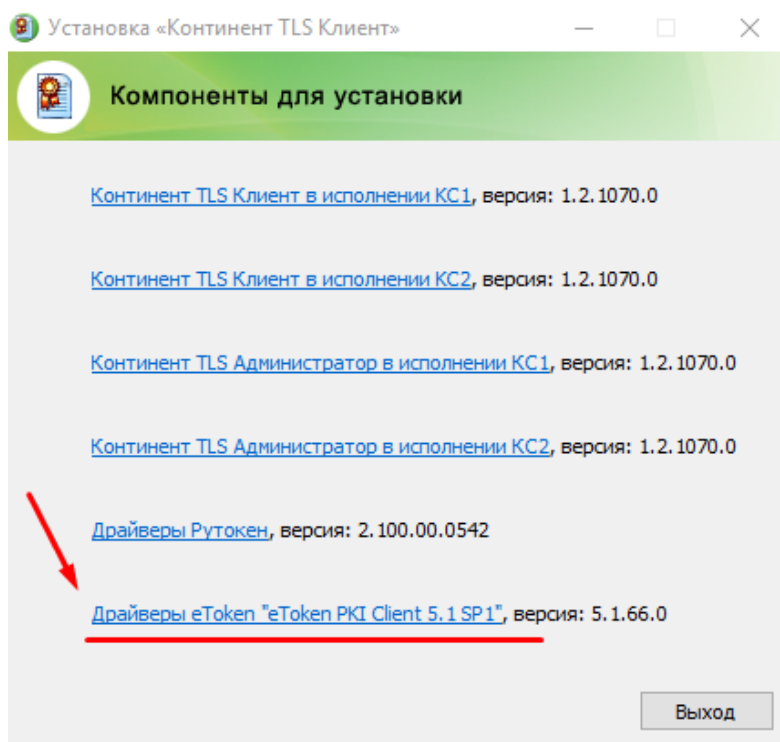 Установка «Континент TLS Клиент»
Компоненты для установки
Континент TLS Клиент в исполнении КС1, версия: 1.2.1070.0
Континент TLS Клиент в исполнении КС2, версия: 1.2.1070.0
Континент TLS Администратор в исполнении КС1, версия: 1.2.1070.0
Континент TLS Администратор в исполнении КС2, версия: 1.2.1070.0
Драйверы Рутокен, версия: 2.100.00.0542
Драйверы eToken "eToken PKI Client 5.1 SP1", версия: 5.1.66.0
Выход